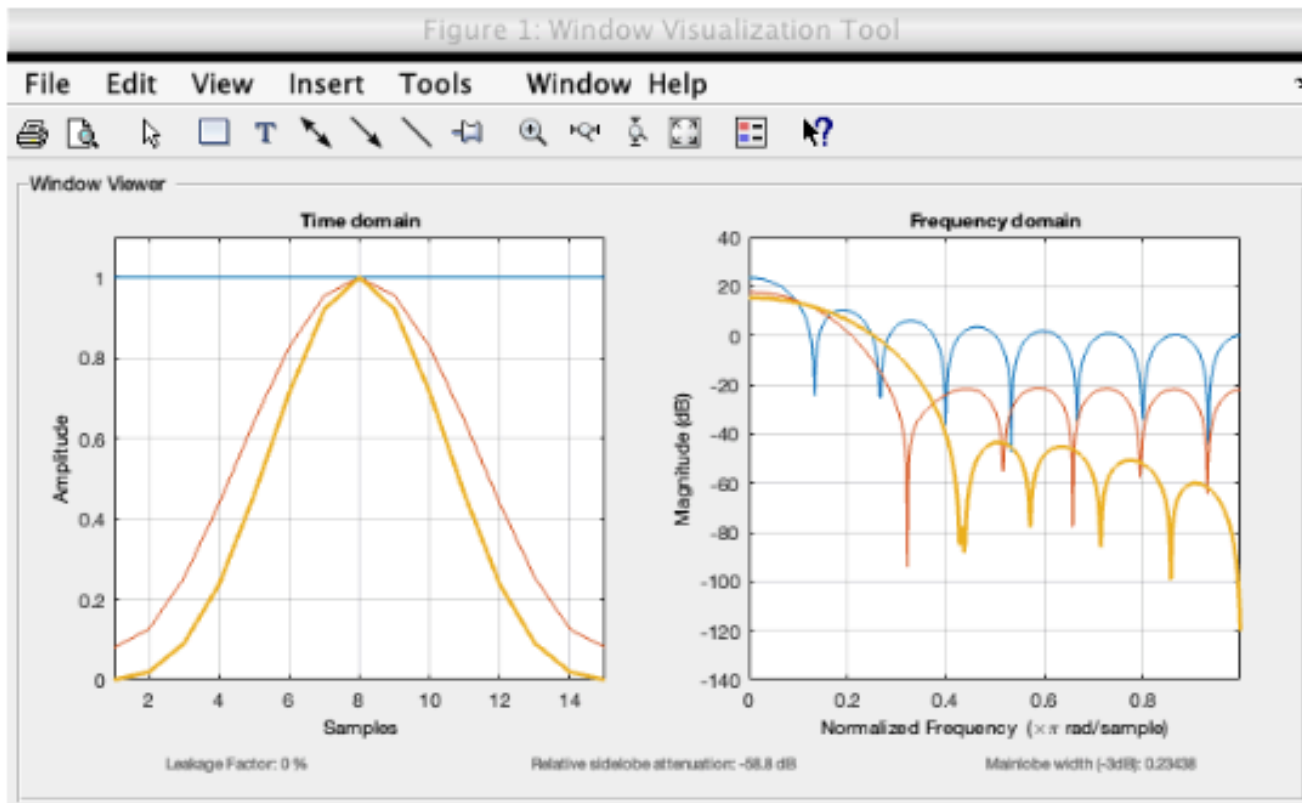 Figure 1: Window Visualization Tool
File Edit View Insert Tools Window Help
T
Window Viewer
Time domain
1
0.8
0.6
0.4
0.2
0
Amplitude
2 4 6 8 10 12 14
Samples
Frequency domain
40
20
0
-20
-40
-60
-80
-100
-120
-140
Magnitude (dB)
0 0.2 0.4 0.6 0.8
Normalized Frequency (×π rad/sample)
Leakage Factor: 0 % Relative sidelobe attenuation: -58.8 dB Mainlobe width (-3dB): 0.23438